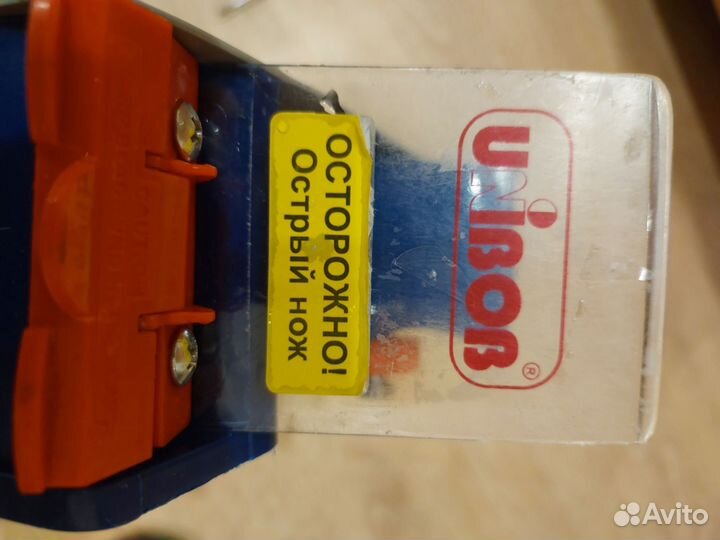 ОСТОРОЖНО!
Острый нож
UNIBOB
®
Avito